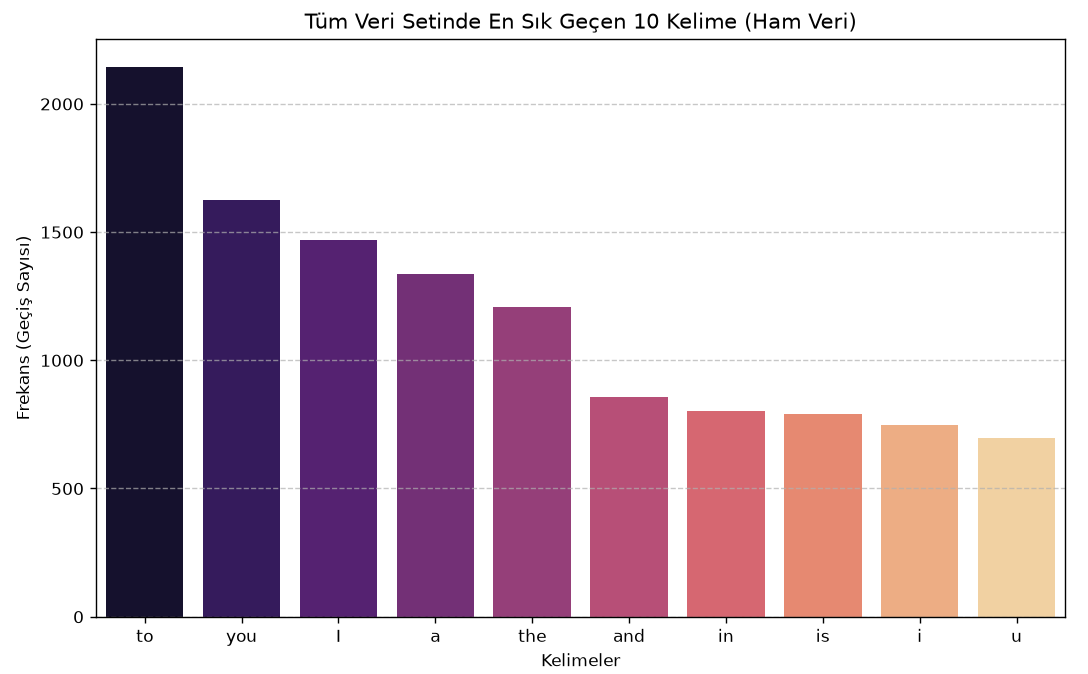 Tüm Veri Setinde En Sık Geçen 10 Kelime (Ham Veri)
Frekans (Geçiş Sayısı)
2000
1500
1000
500
0
to you I a the and in is i u
Kelimeler